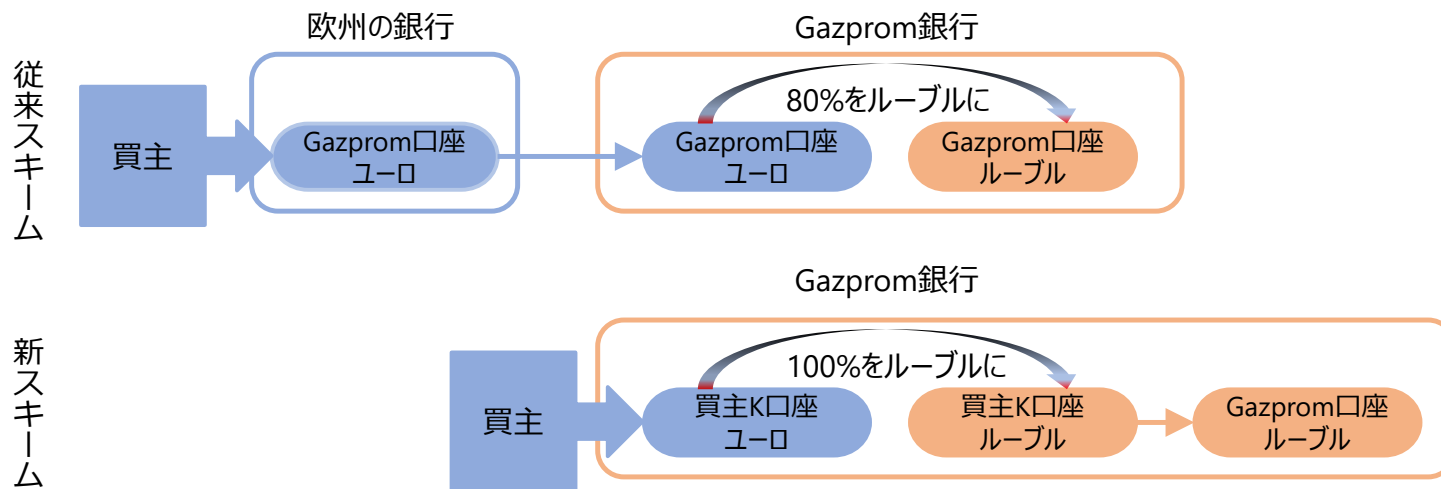 従来スキーム
欧州の銀行
Gazprom銀行
買主
Gazprom口座
ユーロ
80%をルーブルに
Gazprom口座
ユーロ
Gazprom口座
ルーブル
新スキーム
Gazprom銀行
買主
100%をルーブルに
買主K口座
ユーロ
買主K口座
ルーブル
Gazprom口座
ルーブル